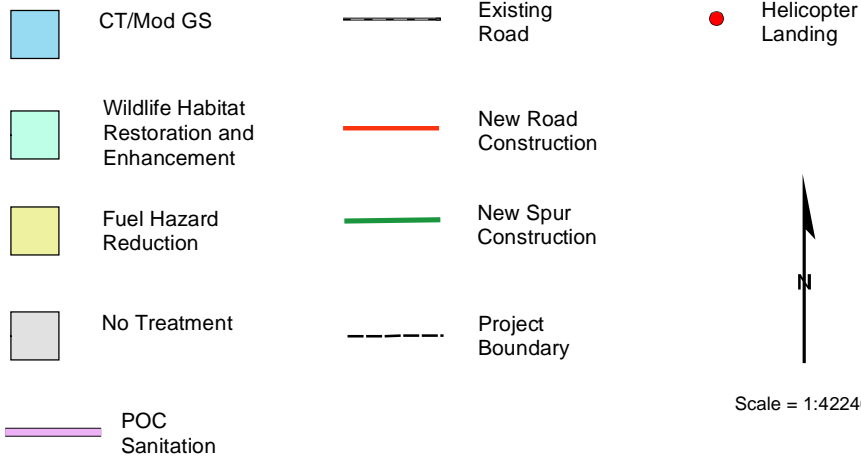 CT/Mod GS
Wildlife Habitat
Restoration and
Enhancement
Fuel Hazard
Reduction
No Treatment
POC
Sanitation
Existing
Road
New Road
Construction
New Spur
Construction
Project
Boundary
Helicopter
Landing
N
Scale =